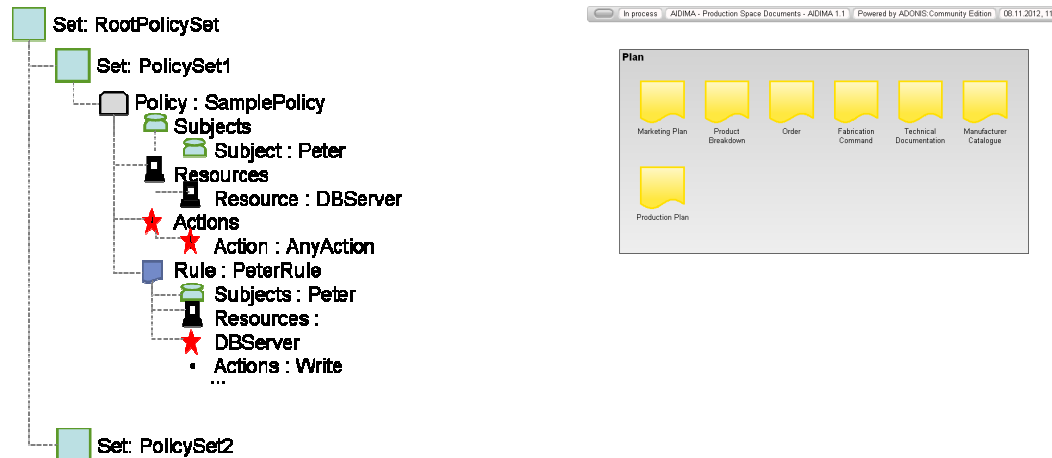 Set: RootPolicySet
Set: PolicySet1
Policy : SamplePolicy
Subjects
Subject : Peter
Resources
Resource : DBServer
Actions
Action : AnyAction
Rule : PeterRule
Subjects : Peter
Resources :
DBServer
• Actions : Write
...
Set: PolicySet2
In process AIDIMA - Production Space Documents - AIDIMA 1.1 Powered by ADONIS:Community Edition 08.11.2012, 11
Plan
Marketing Plan
Product
Breakdown
Order
Fabrication
Command
Technical
Documentation
Manufacturer
Catalogue
Production Plan